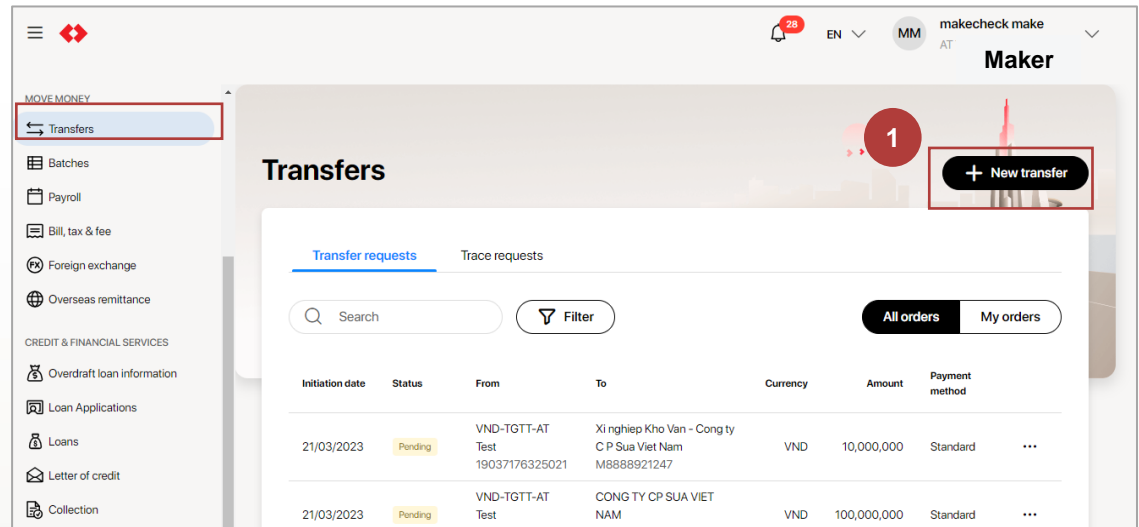 28
EN
MM
makecheck make
AT
Maker
MOVE MONEY
Transfers
Batches
Payroll
Bill, tax & fee
FX Foreign exchange
Overseas remittance
CREDIT & FINANCIAL SERVICES
Overdraft loan information
Loan Applications
Loans
Letter of credit
Collection
Transfers
1
+ New transfer
Transfer requests Trace requests
Search Filter All orders My orders
Initiation date Status From To Currency Amount Payment method
21/03/2023 Pending VND-TGTT-AT Xi nghiep Kho Van - Cong ty
Test C P Sua Viet Nam VND 10,000,000 Standard ...
19037176325021 M8888921247
VND-TGTT-AT CONG TY CP SUA VIET
21/03/2023 Pending Test NAM VND 100,000,000 Standard ...